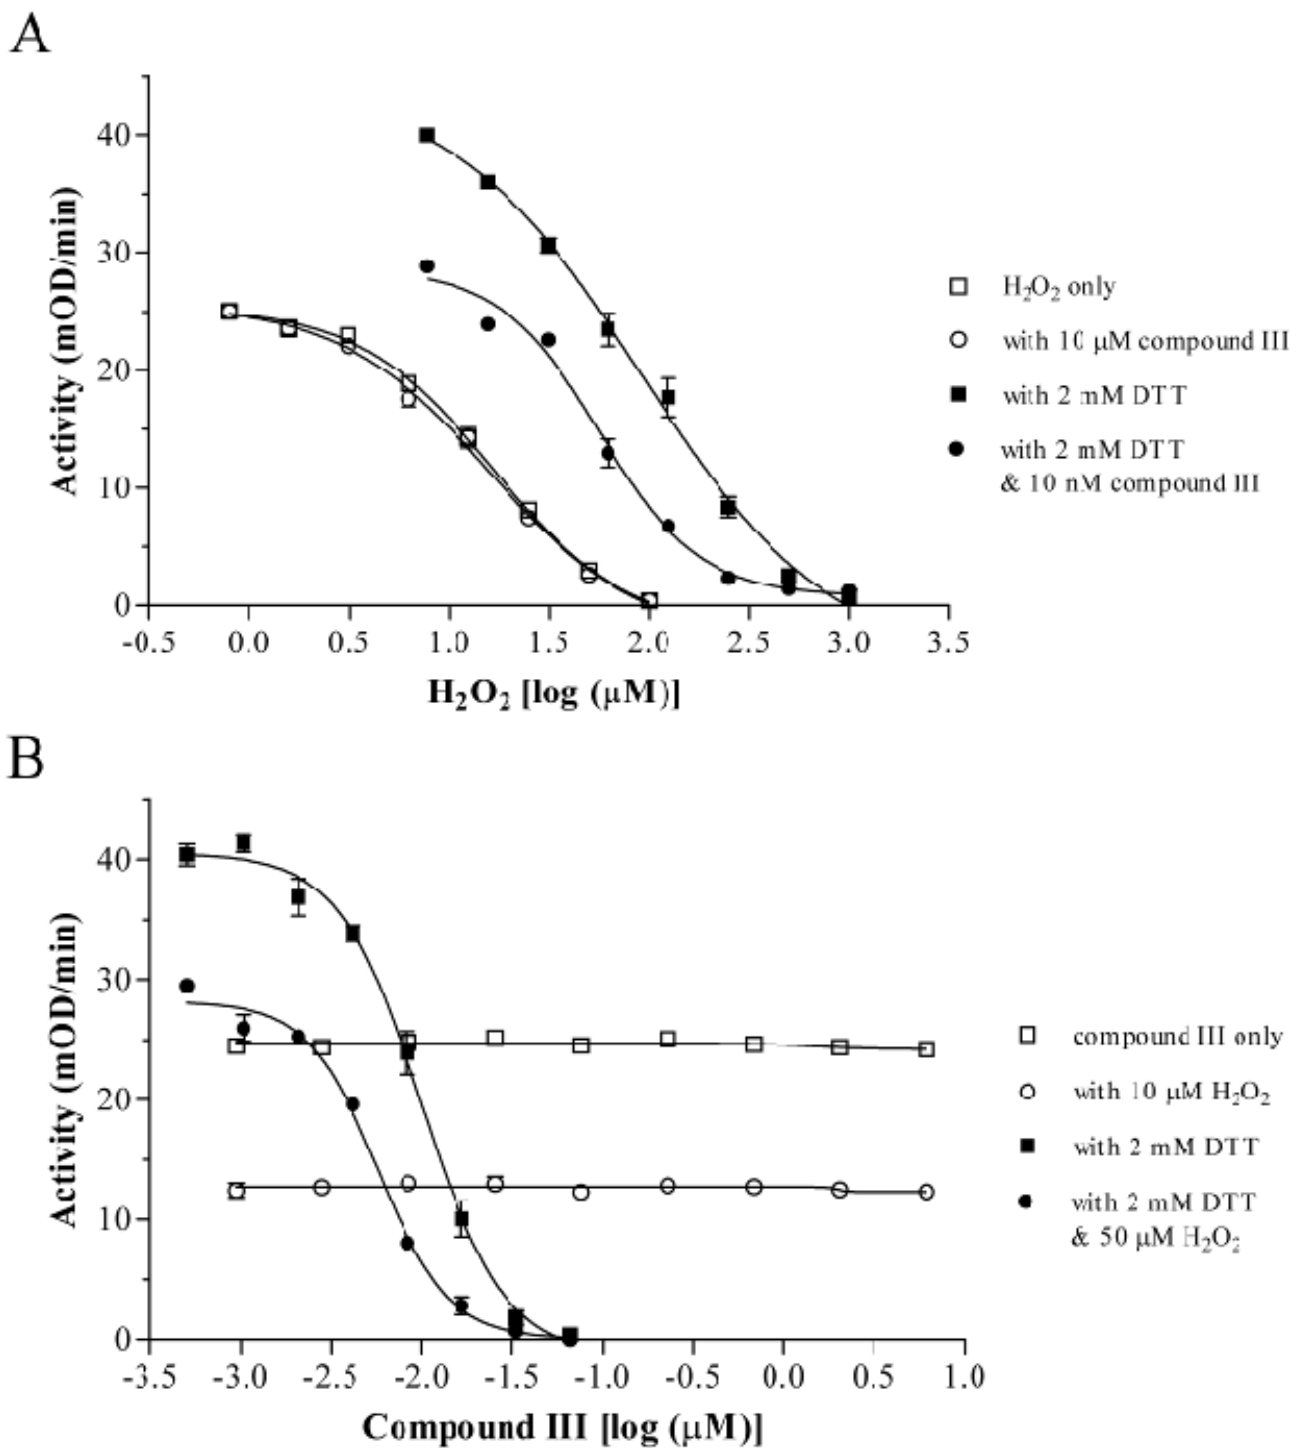 A
40
30
20
10
0
-0.5 0.0 0.5 1.0 1.5 2.0 2.5 3.0 3.5
Activity (mOD/min)
H₂O₂ [log (μM)]
H₂O₂ only
with 10 μM compound III
with 2 mM DTT
with 2 mM DTT
& 10 nM compound III
B
40
30
20
10
0
-3.5 -3.0 -2.5 -2.0 -1.5 -1.0 -0.5 0.0 0.5 1.0
Activity (mOD/min)
Compound III [log (μM)]
compound III only
with 10 μM H₂O₂
with 2 mM DTT
with 2 mM DTT
& 50 μM H₂O₂